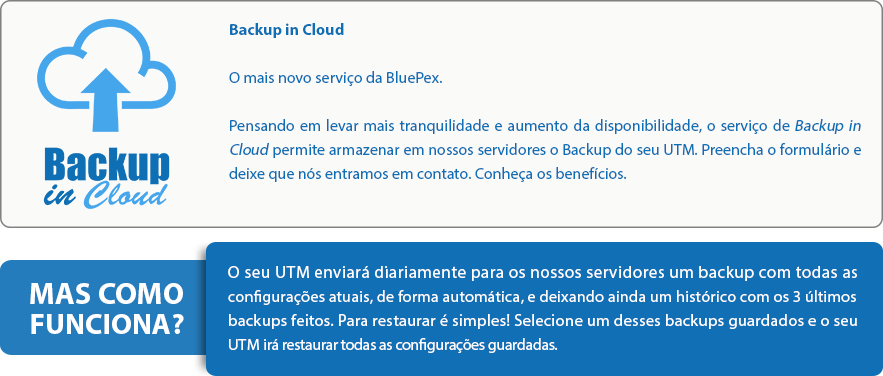 Backup
in Cloud
Backup in Cloud
O mais novo serviço da BluePex.
Pensando em levar mais tranquilidade e aumento da disponibilidade, o serviço de Backup in
Cloud permite armazenar em nossos servidores o Backup do seu UTM. Preencha o formulário e
deixe que nós entramos em contato. Conheça os benefícios.
MAS COMO
FUNCIONA?
O seu UTM enviará diariamente para os nossos servidores um backup com todas as
configurações atuais, de forma automática, e deixando ainda um histórico com os 3 últimos
backups feitos. Para restaurar é simples! Selecione um desses backups guardados e o seu
UTM irá restaurar todas as configurações guardadas.